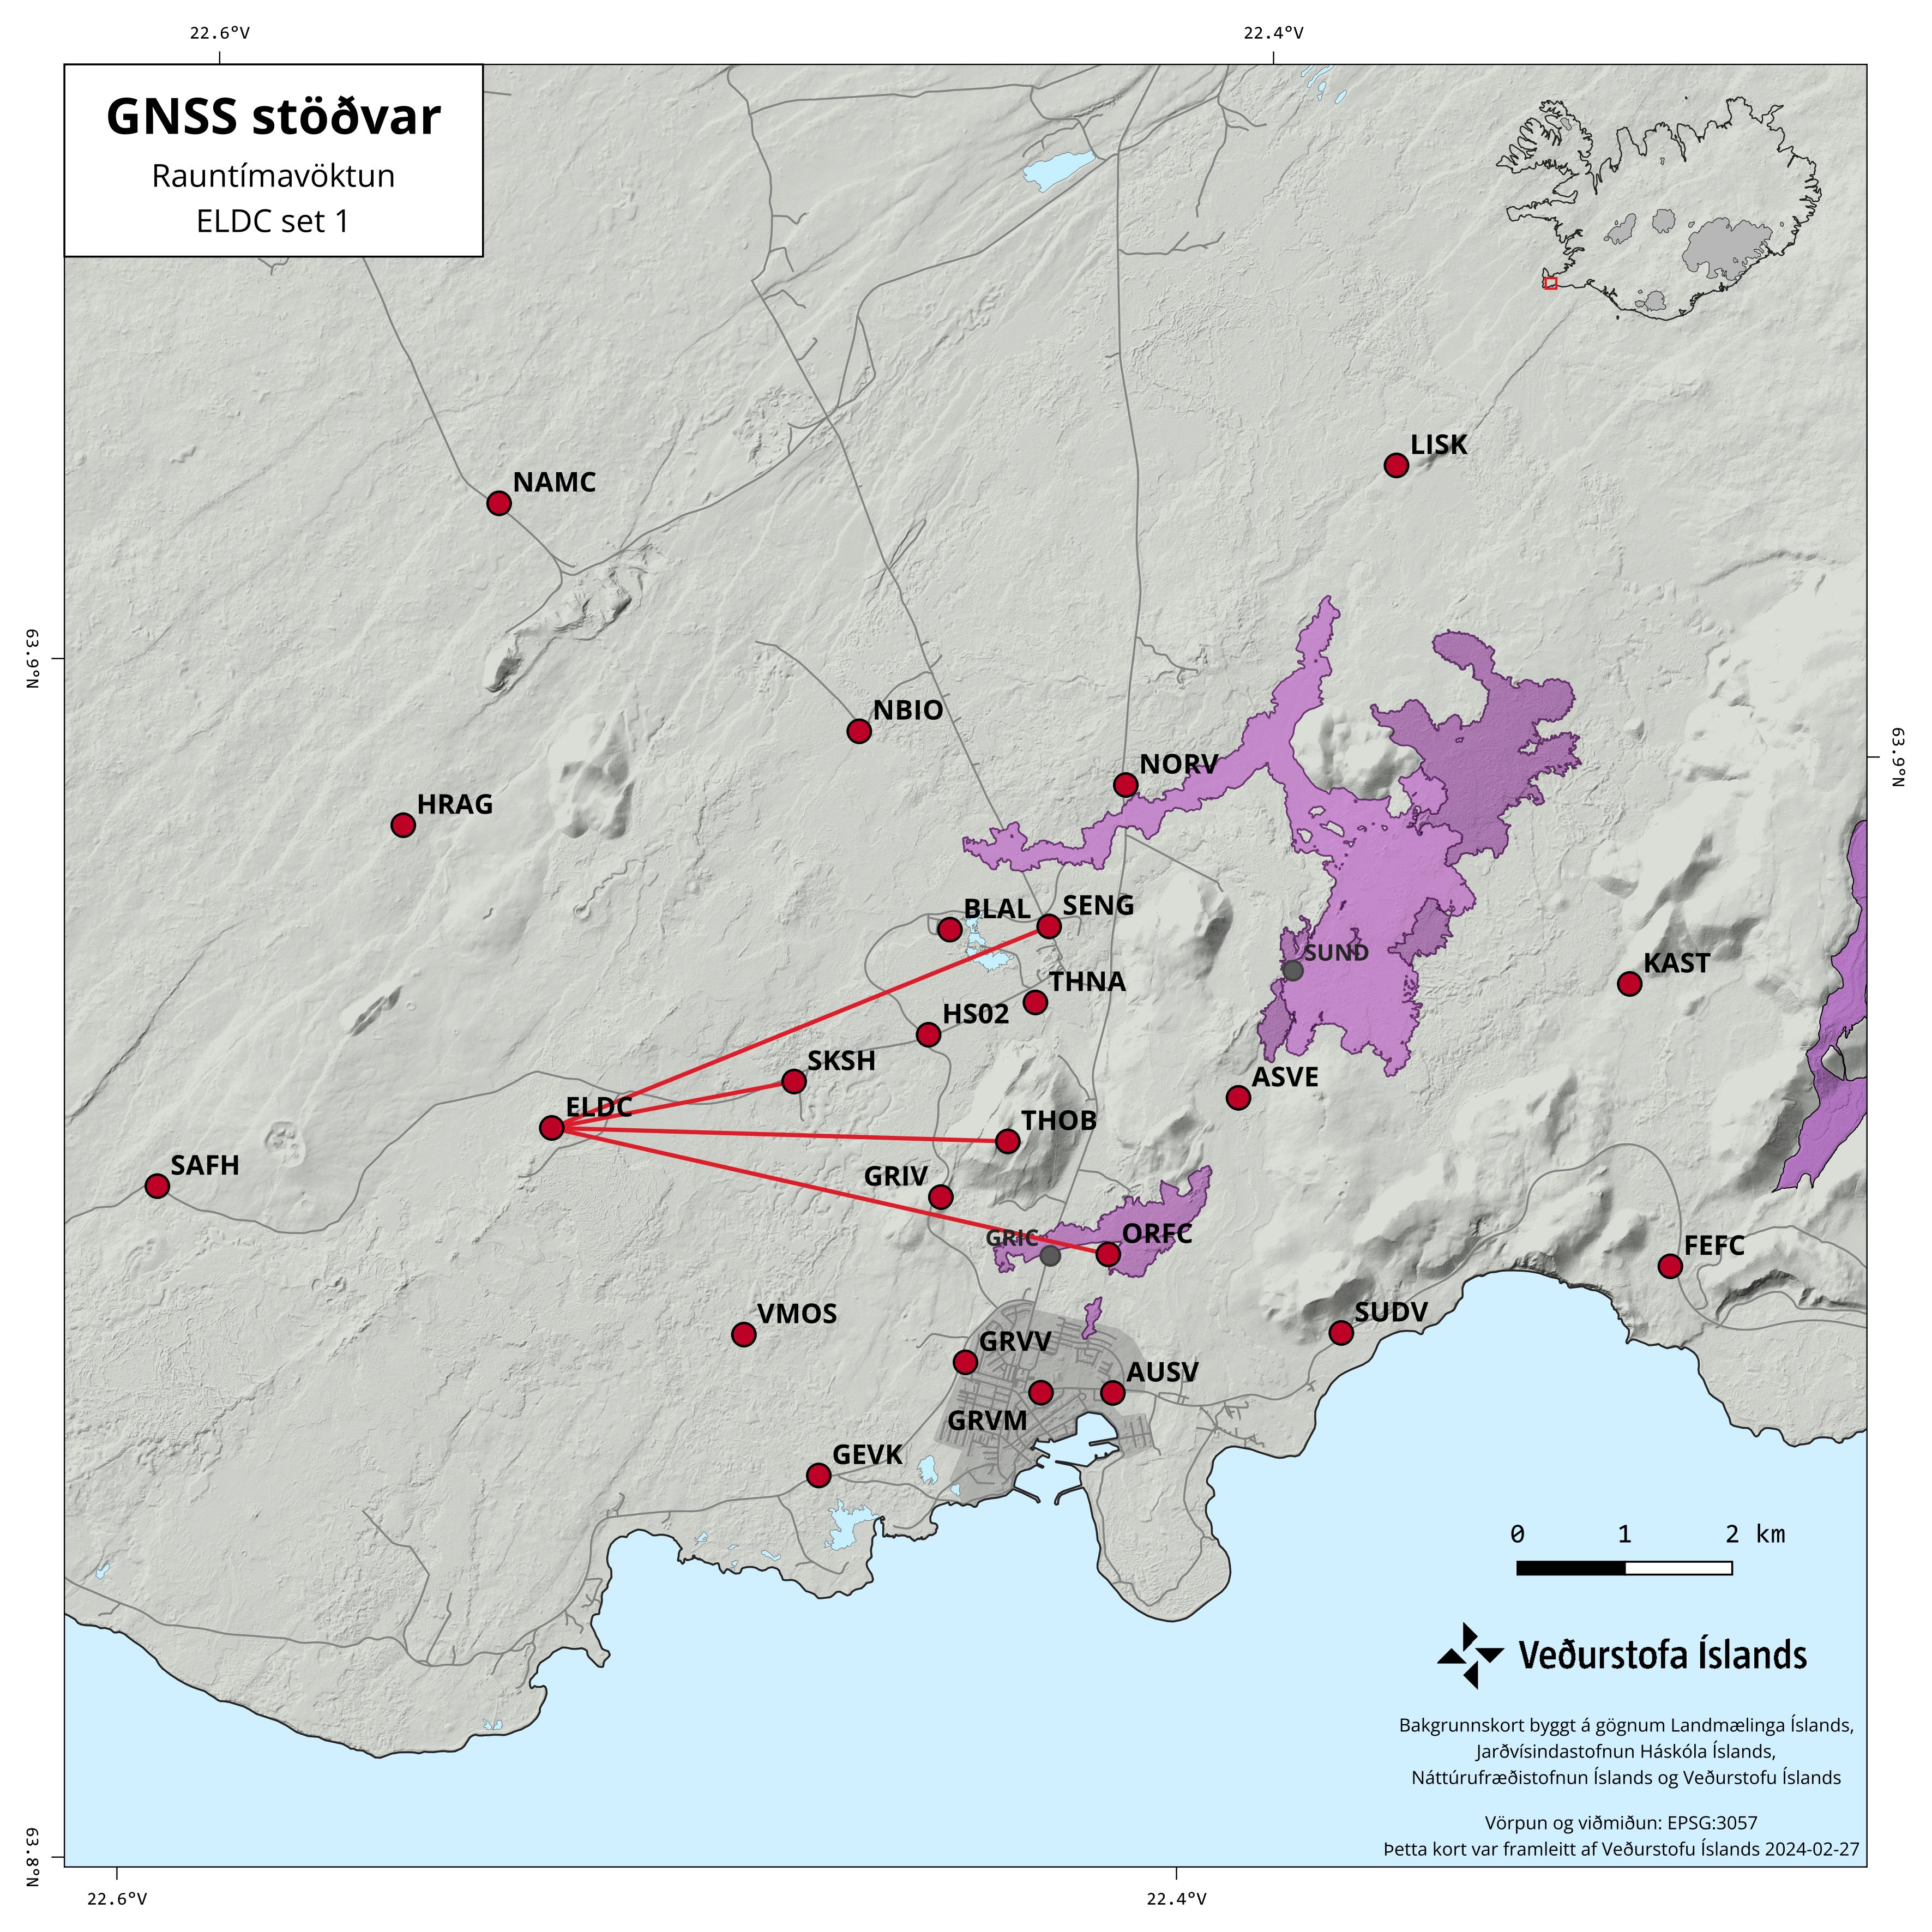 22.6°V
22.4°V
GNSS stöðvar
Rauntímavöktun
ELDC set 1
LISK
NAMC
63.9°N
NBIO
63.9°N
NORV
HRAG
SENG
BLAL
SUND
KAST
THNA
HS02
SKSH
ASVE
ELDC
THOB
SAFH
GRIV
ORFC
GRIC
FEFC
SUDV
VMOS
GRVV
AUSV
GRVM
GEVK
0 1 2 km
Veðurstofa Íslands
Bakgrunnskort byggt á gögnum Landmælinga Íslands,
Jarðvísindastofnun Háskóla Íslands,
Náttúrufræðistofnun Íslands og Veðurstofu Íslands
Vörpun og viðmiðun: EPSG:3057
Þetta kort var framleitt af Veðurstofu Íslands 2024-02-27
63.8°N
22.6°V
22.4°V